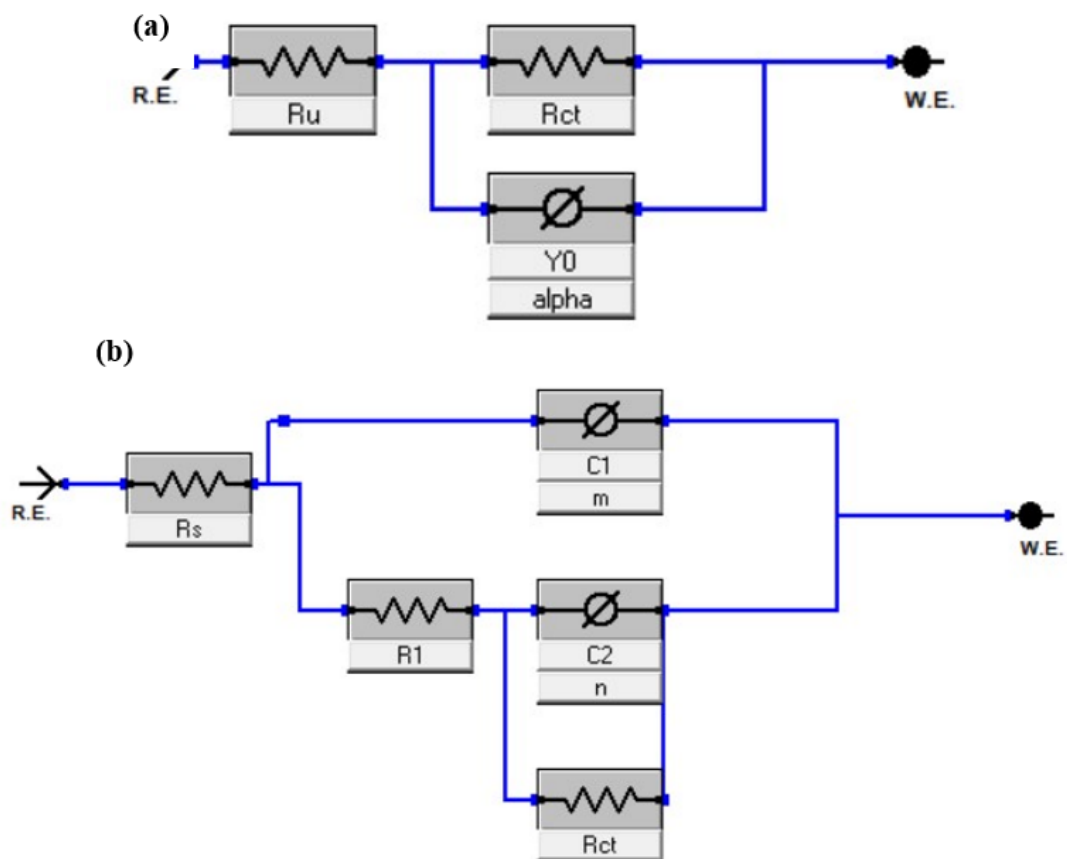 (a)
R.E.
Ru
Rct
W.E.
Y0
alpha
(b)
C1
m
R.E.
Rs
W.E.
R1
C2
n
Rct